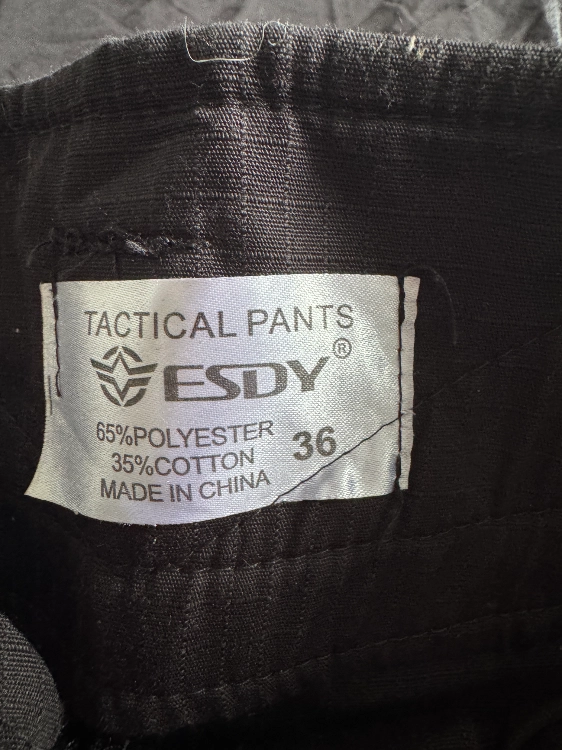 TACTICAL PANTS
ESDY®
65%POLYESTER
35%COTTON
36
MADE IN CHINA